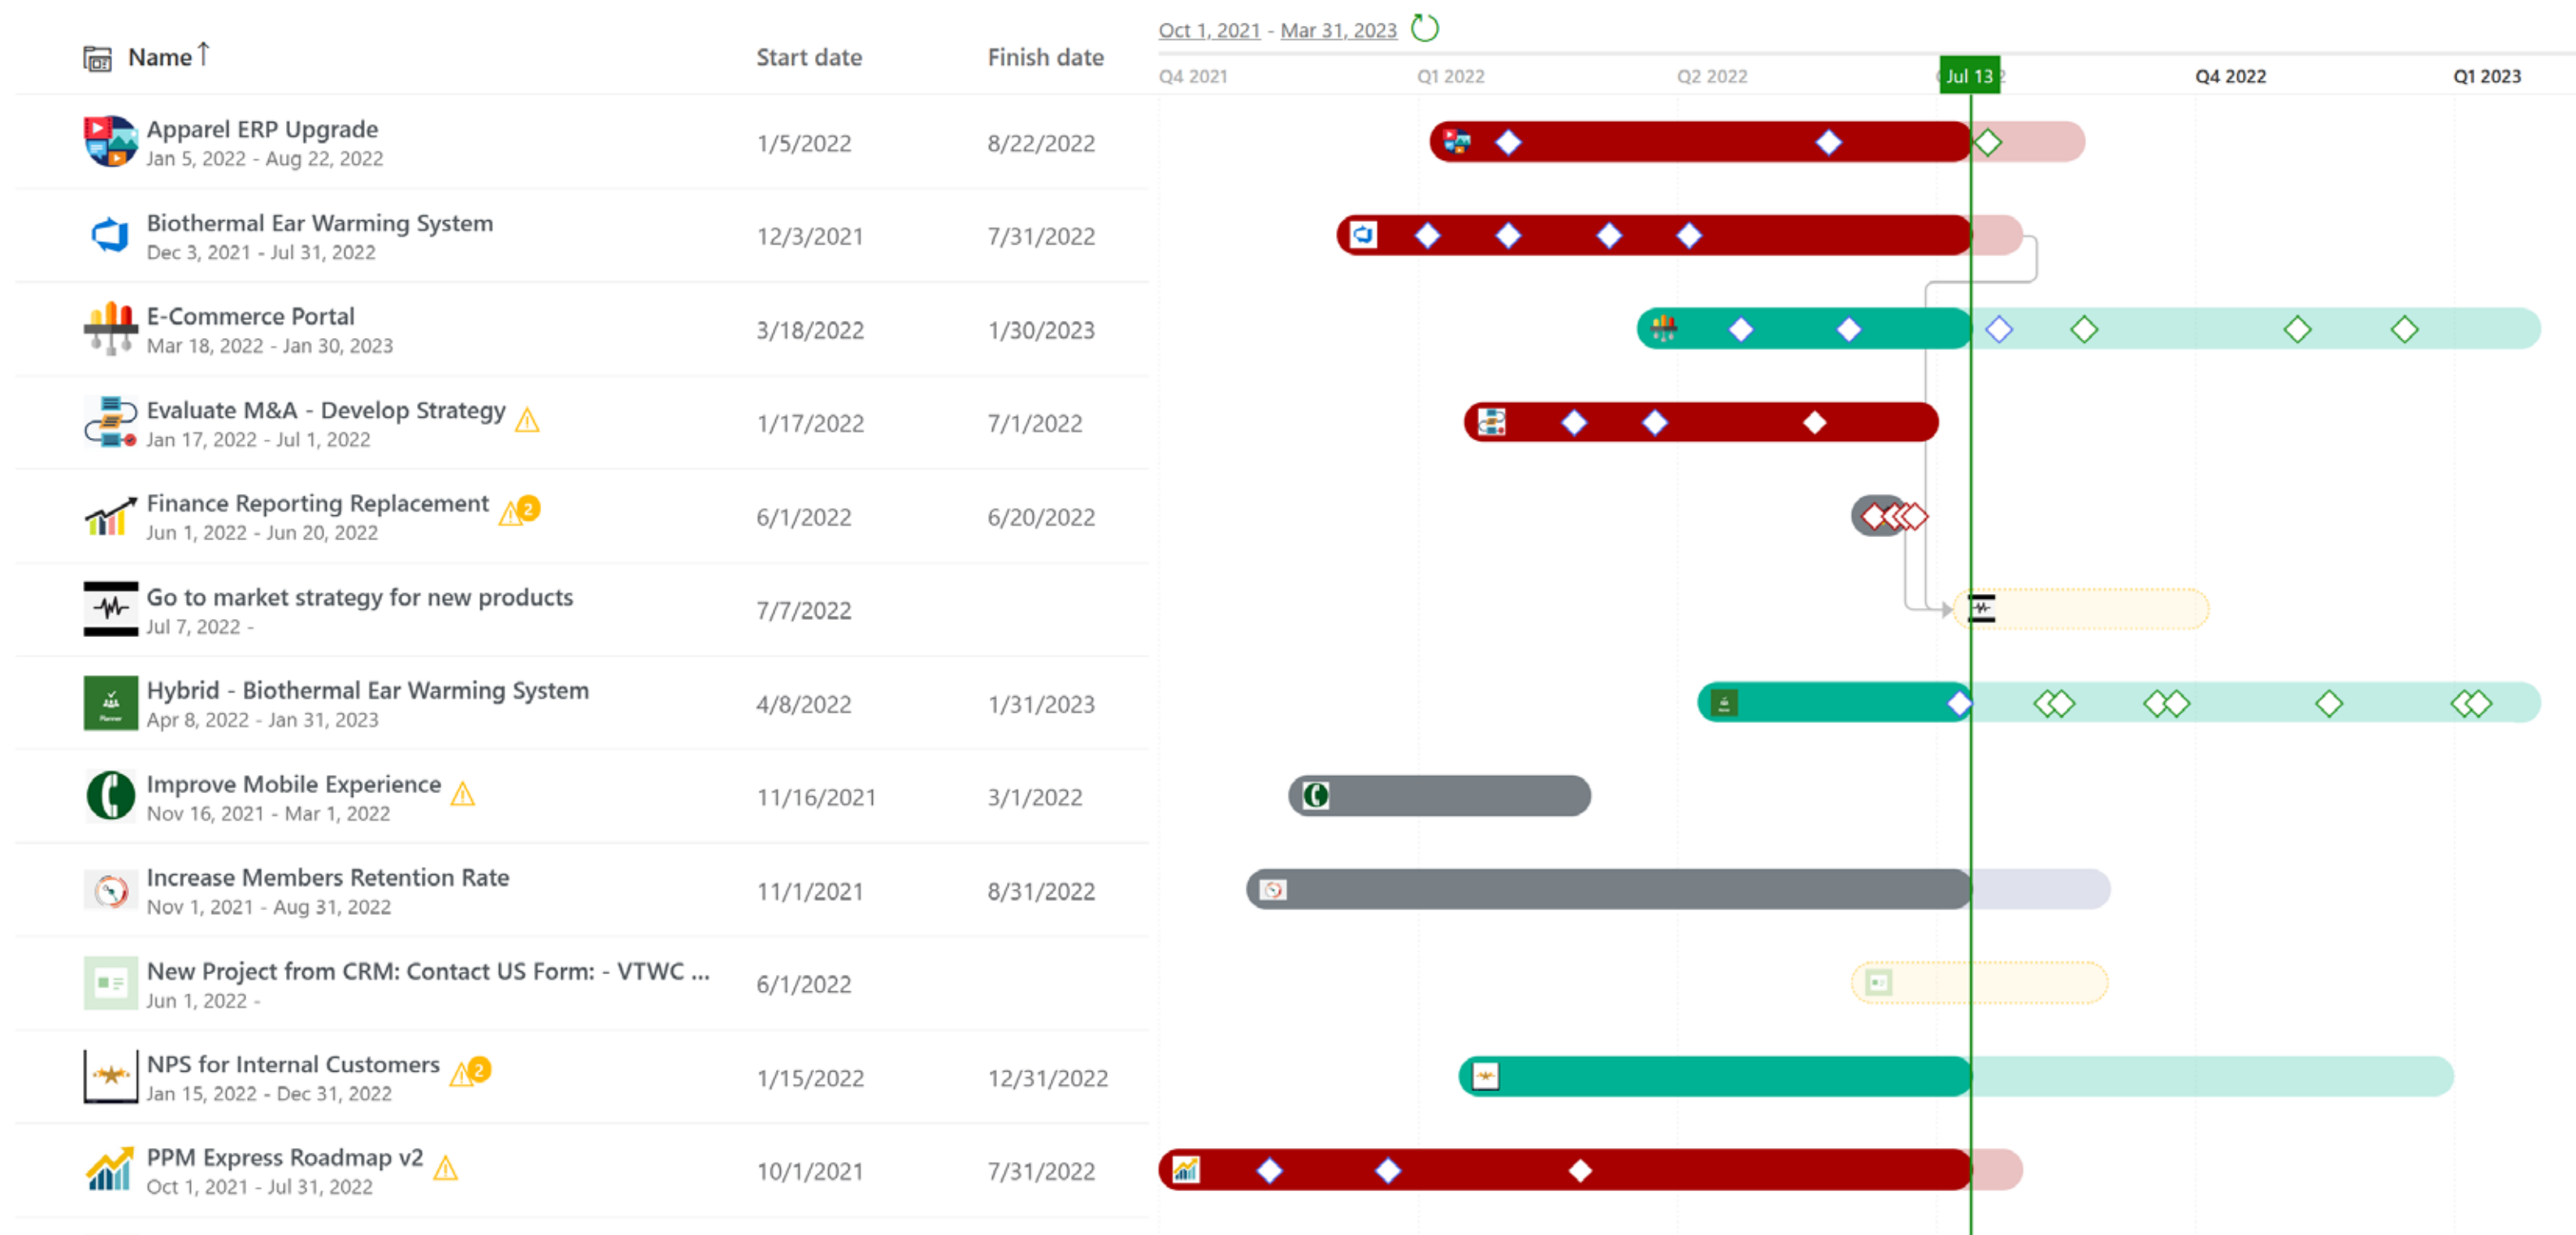 Oct 1, 2021 - Mar 31, 2023
Name Start date Finish date
Q4 2021 Q1 2022 Q2 2022 Jul 13 Q4 2022 Q1 2023
Apparel ERP Upgrade
Jan 5, 2022 - Aug 22, 2022
1/5/2022 8/22/2022
Biothermal Ear Warming System
Dec 3, 2021 - Jul 31, 2022
12/3/2021 7/31/2022
E-Commerce Portal
Mar 18, 2022 - Jan 30, 2023
3/18/2022 1/30/2023
Evaluate M&A - Develop Strategy
Jan 17, 2022 - Jul 1, 2022
1/17/2022 7/1/2022
Finance Reporting Replacement 2
Jun 1, 2022 - Jun 20, 2022
6/1/2022 6/20/2022
Go to market strategy for new products
Jul 7, 2022 -
7/7/2022
Hybrid - Biothermal Ear Warming System
Apr 8, 2022 - Jan 31, 2023
4/8/2022 1/31/2023
Planner
Improve Mobile Experience
Nov 16, 2021 - Mar 1, 2022
11/16/2021 3/1/2022
Increase Members Retention Rate
Nov 1, 2021 - Aug 31, 2022
11/1/2021 8/31/2022
New Project from CRM: Contact US Form: - VTWC ...
Jun 1, 2022 -
6/1/2022
NPS for Internal Customers 2
Jan 15, 2022 - Dec 31, 2022
1/15/2022 12/31/2022
PPM Express Roadmap v2
Oct 1, 2021 - Jul 31, 2022
10/1/2021 7/31/2022